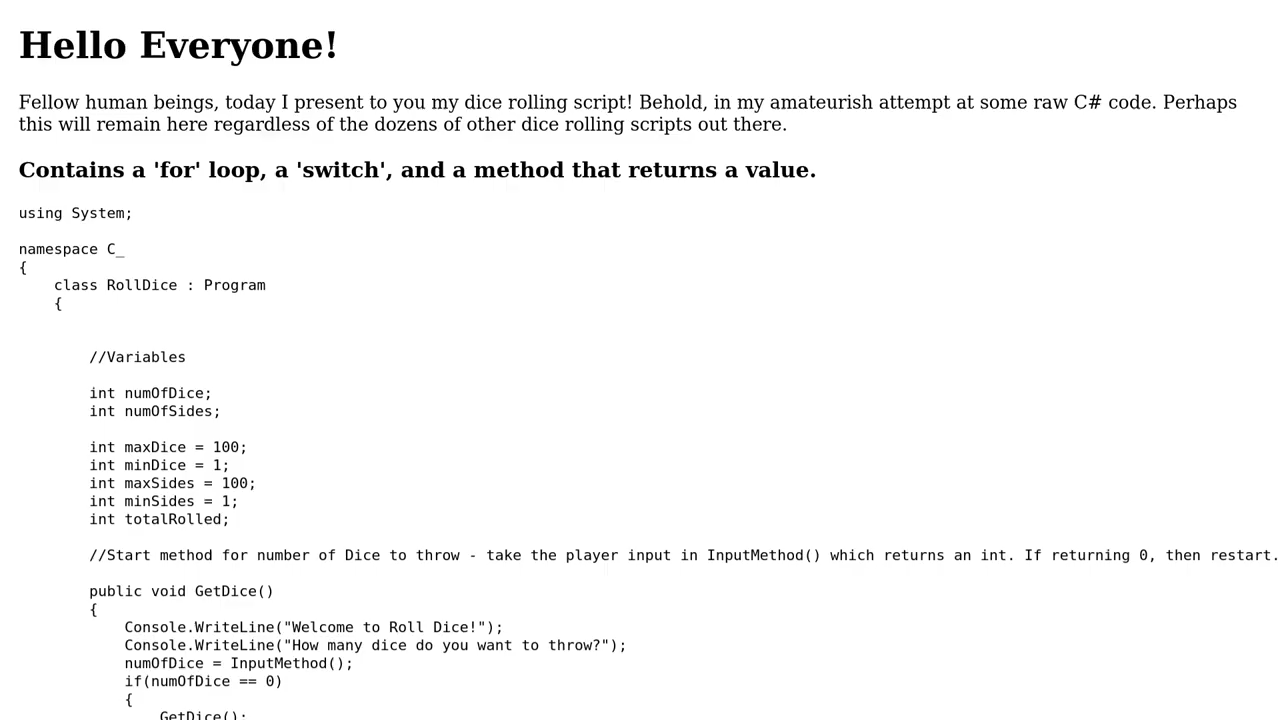 Hello Everyone!
Fellow human beings, today I present to you my dice rolling script! Behold, in my amateurish attempt at some raw C# code. Perhaps
this will remain here regardless of the dozens of other dice rolling scripts out there.
Contains a 'for' loop, a 'switch', and a method that returns a value.
using System;
namespace C_
{
class RollDice : Program
{
//Variables
int numOfDice;
int numOfSides;
int maxDice = 100;
int minDice = 1;
int maxSides = 100;
int minSides = 1;
int totalRolled;
//Start method for number of Dice to throw - take the player input in InputMethod() which returns an int. If returning 0, then restart.
public void GetDice()
{
Console.WriteLine("Welcome to Roll Dice!");
Console.WriteLine("How many dice do you want to throw?");
numOfDice = InputMethod();
if(numOfDice == 0)
{
GetDice();